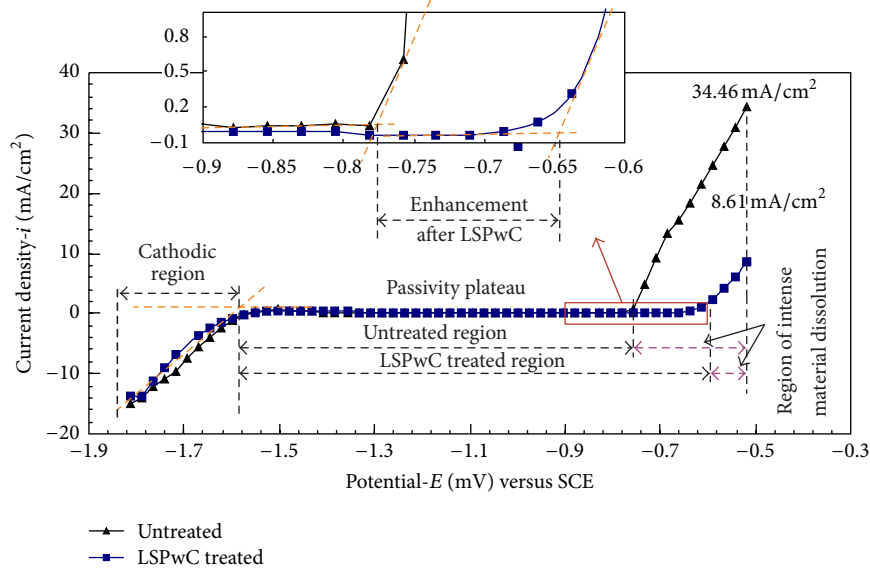 0.8
0.5
0.2
−0.1
−0.9
−0.85
−0.8
−0.75
−0.7
−0.65
−0.6
Enhancement
after LSPwC
40
30
20
10
0
−10
−20
Current density-i (mA/cm²)
34.46 mA/cm²
8.61 mA/cm²
Cathodic
region
Passivity plateau
Untreated region
LSPwC treated region
Region of intense
material dissolution
−1.9
−1.7
−1.5
−1.3
−1.1
−0.9
−0.7
−0.5
−0.3
Potential-E (mV) versus SCE
Untreated
LSPwC treated